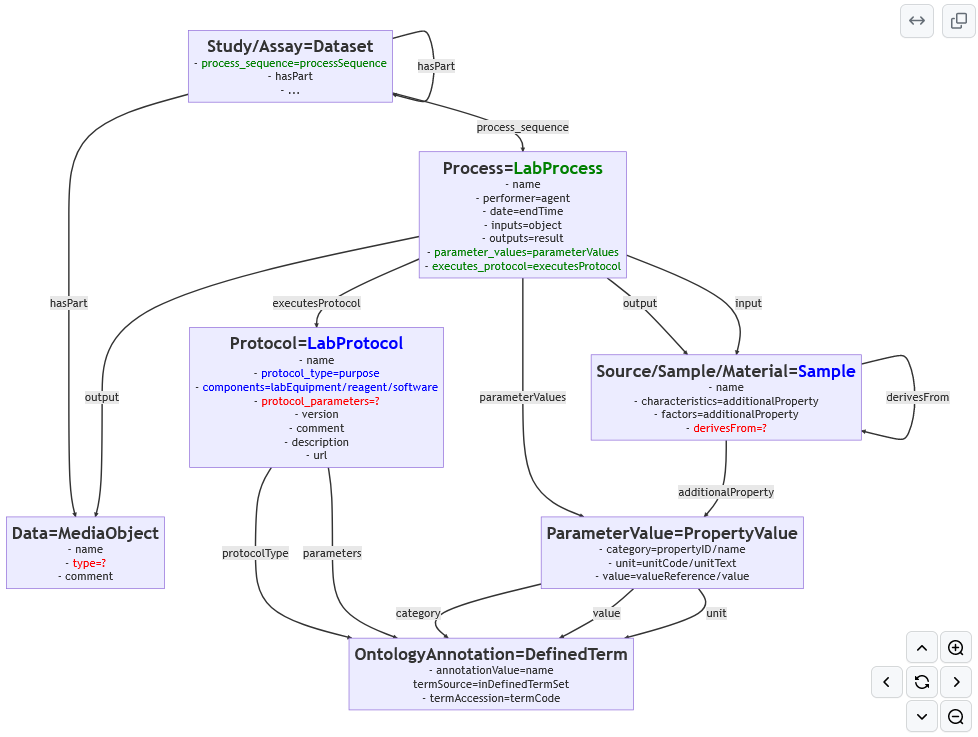 Study/Assay=Dataset
- process_sequence=processSequence
- hasPart
- ...
hasPart
process_sequence
Process=LabProcess
- name
- performer=agent
- date=endTime
- inputs=object
- outputs=result
- parameter_values=parameterValues
- executes_protocol=executesProtocol
hasPart
executesProtocol
output
input
Protocol=LabProtocol
- name
- protocol_type=purpose
- components=labEquipment/reagent/software
- protocol_parameters=?
- version
- comment
- description
- url
output
parameterValues
Source/Sample/Material=Sample
- name
- characteristics=additionalProperty
- factors=additionalProperty
- derivesFrom=?
derivesFrom
additionalProperty
Data=MediaObject
- name
- type=?
- comment
protocolType
parameters
ParameterValue=PropertyValue
- category=propertyID/name
- unit=unitCode/unitText
- value=valueReference/value
category
value
unit
OntologyAnnotation=DefinedTerm
- annotationValue=name
termSource=inDefinedTermSet
- termAccession=termCode